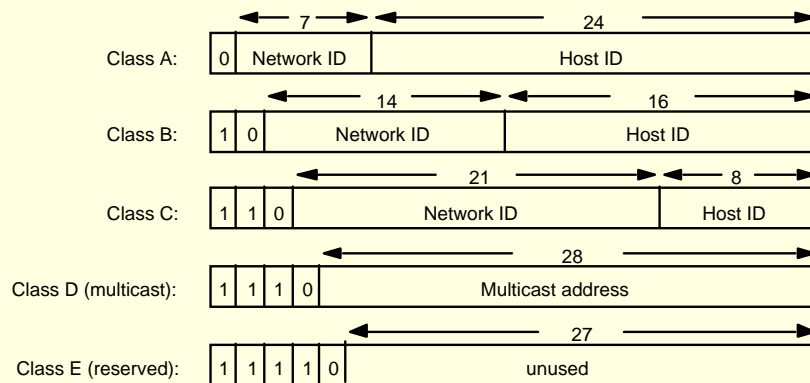 7 24
Class A: 0 Network ID Host ID
14 16
Class B: 1 0 Network ID Host ID
21 8
Class C: 1 1 0 Network ID Host ID
28
Class D (multicast): 1 1 1 0 Multicast address
27
Class E (reserved): 1 1 1 1 0 unused